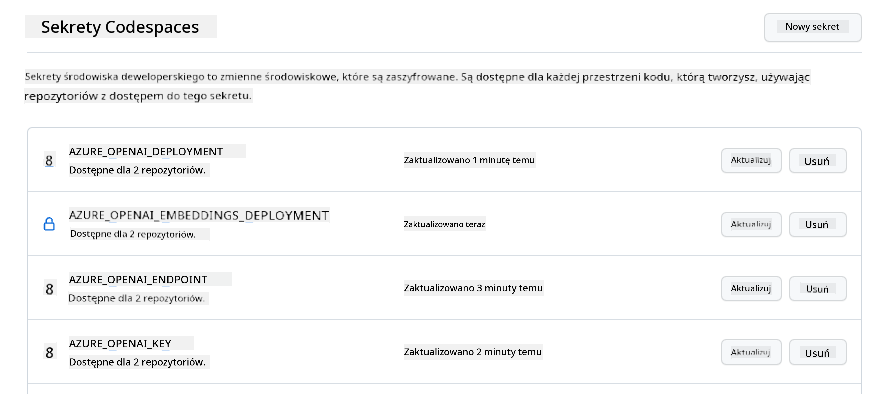 Sekrety Codespaces
Nowy sekret
Sekrety środowiska deweloperskiego to zmienne środowiskowe, które są zaszyfrowane. Są dostępne dla każdej przestrzeni kodu, którą tworzysz, używając
repozytoriów z dostępem do tego sekretu.
8 AZURE_OPENAI_DEPLOYMENT
Dostępne dla 2 repozytoriów.
Zaktualizowano 1 minutę temu
Aktualizuj
Usuń
AZURE_OPENAI_EMBEDDINGS_DEPLOYMENT
Dostępne dla 2 repozytoriów.
Zaktualizowano teraz
Aktualizuj
Usuń
8 AZURE_OPENAI_ENDPOINT
Dostępne dla 2 repozytoriów.
Zaktualizowano 3 minuty temu
Aktualizuj
Usuń
8 AZURE_OPENAI_KEY
Dostępne dla 2 repozytoriów.
Zaktualizowano 2 minuty temu
Aktualizuj
Usuń